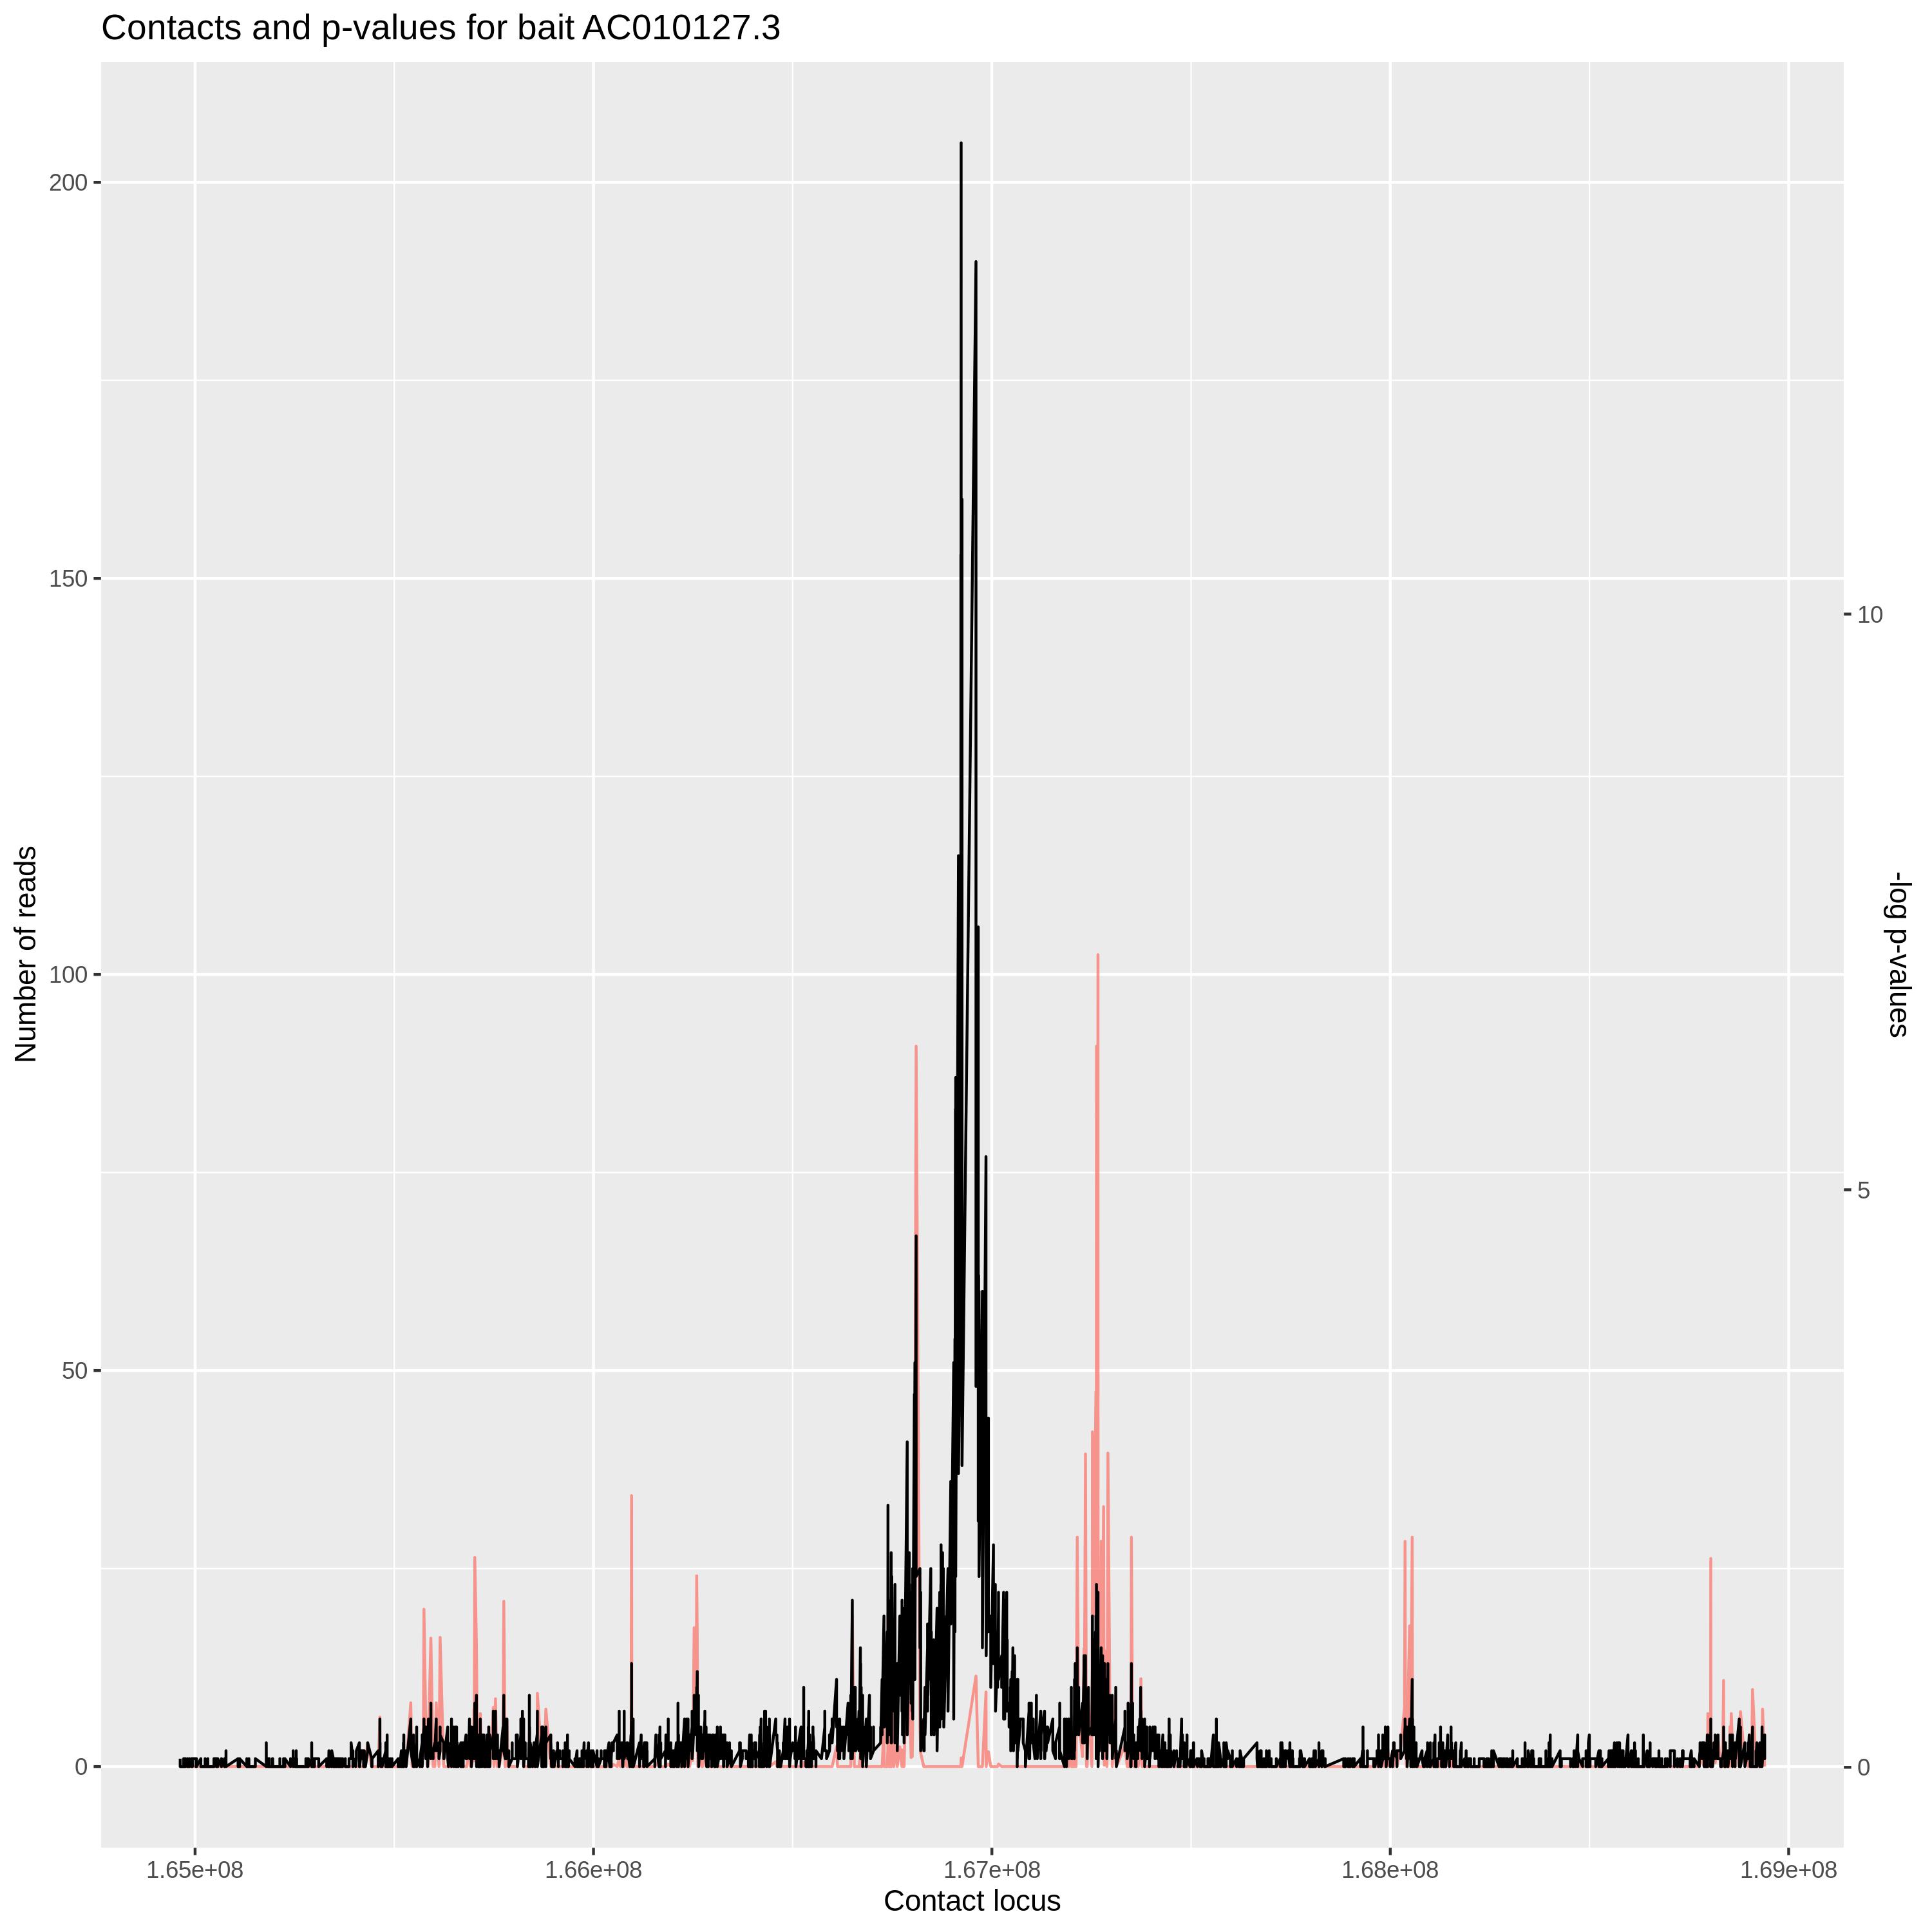 Contacts and p-values for bait AC010127.3
200
150
100
50
0
Number of reads
10
5
0
-log p-values
1.65e+08
1.66e+08
1.67e+08
1.68e+08
1.69e+08
Contact locus